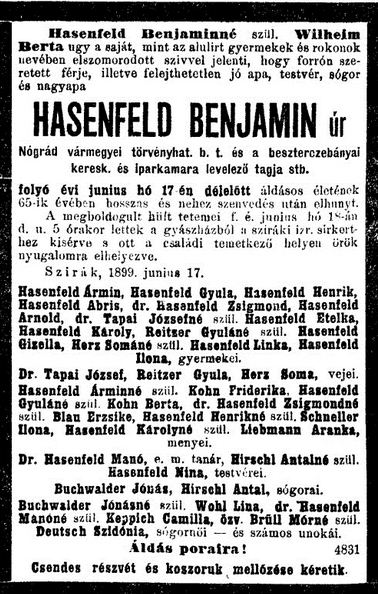 Hasenfeld Benjaminné szül. Wilheim
Berta ugy a saját, mint az alulirt gyermekek és rokonok
nevében elszomorodott szivvel jelenti, hogy forrón sze-
retett férje, illetve felejthetetlen jó apa, testvér, sógor
és nagyapa
HASENFELD BENJAMIN úr
Nógrád vármegyei törvényhat. b. t. és a beszterczebányai
keresk. és iparkamara levelező tagja stb.
folyó évi junius hó 17-én délelőtt áldásos életének
65-ik évében hosszas és nehéz szenvedés után elhunyt.
A megboldogult hült tetemei f. é. junius hó 18-án
d. u. 5 órakor lettek a gyászházból a sziráki izr. sirkert-
hez kisérve s ott a családi temetkező helyen örök
nyugalomra elhelyezve.
Szirák, 1899. junius 17.
Hasenfeld Ármin, Hasenfeld Gyula, Hasenfeld Henrik,
Hasenfeld Abris, dr. Hasenfeld Zsigmond, Hasenfeld
Arnold, dr. Tapai Józsefné szül. Hasenfeld Etelka,
Hasenfeld Károly, Reitzer Gyuláné szül. Hasenfeld
Gizella, Herz Sománé szül. Hasenfeld Linka, Hasenfeld
Ilona, gyermekei.
Dr. Tapai József, Reitzer Gyula, Herz Soma, vejei.
Hasenfeld Árminné szül. Kohn Friderika, Hasenfeld
Gyuláné szül. Kohn Berta, dr. Hasenfeld Zsigmondné
szül. Blau Erzsike, Hasenfeld Henrikné szül. Schneller
Ilona, Hasenfeld Károlyné szül. Liebmann Aranka,
menyei.
Dr. Hasenfeld Manó, e. m. tanár, Hirschl Antalné szül.
Hasenfeld Nina, testvérei.
Buchwalder Jónás, Hirschl Antal, sógorai.
Buchwalder Jónásné szül. Wohl Lina, dr. Hasenfeld
Manóné szül. Keppich Camilla, özv. Brüll Mórné szül.
Deutsch Szidónia, sógornői — és számos unokái.
Áldás poraira! 4831
Csendes részvét és koszoruk mellőzése kéretik.